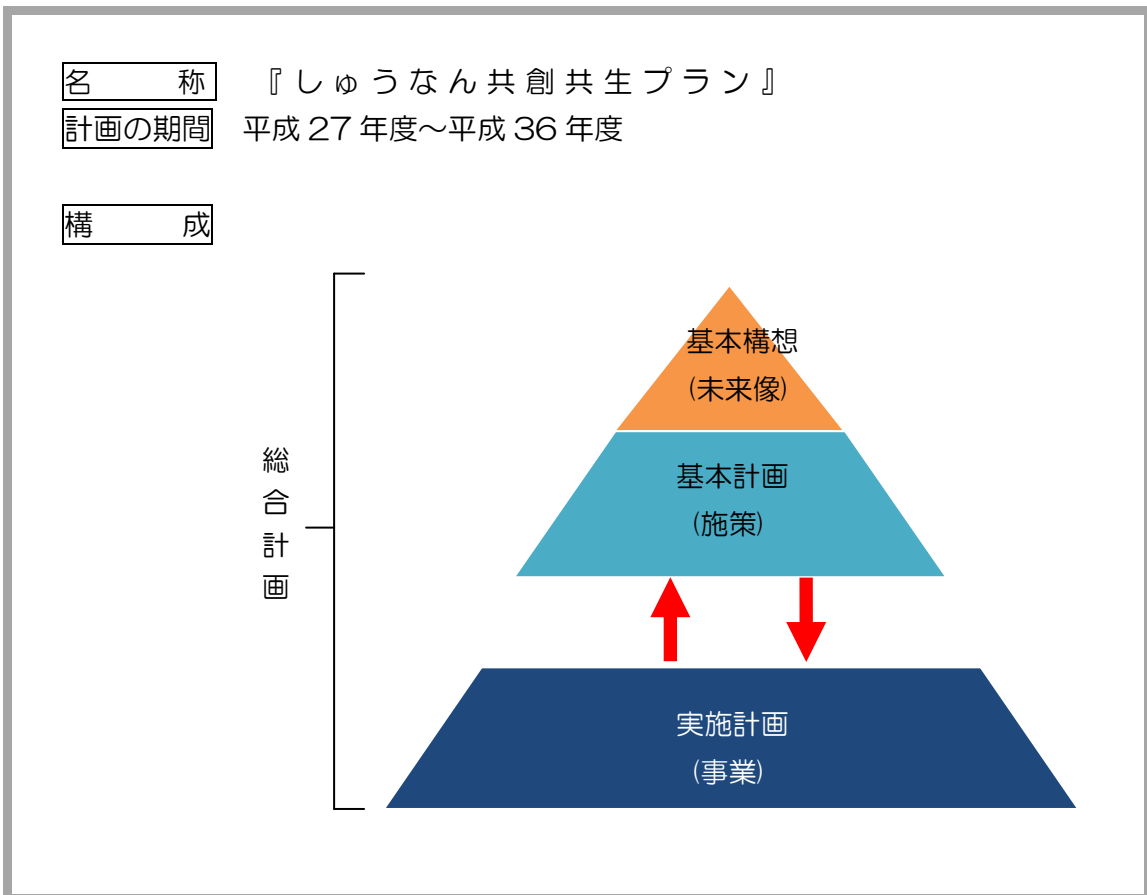 名　　　称　『しゅうなん共創共生プラン』
計画の期間　平成27年度～平成36年度
構　　　成
総合計画
基本構想
(未来像)
基本計画
(施策)
実施計画
(事業)